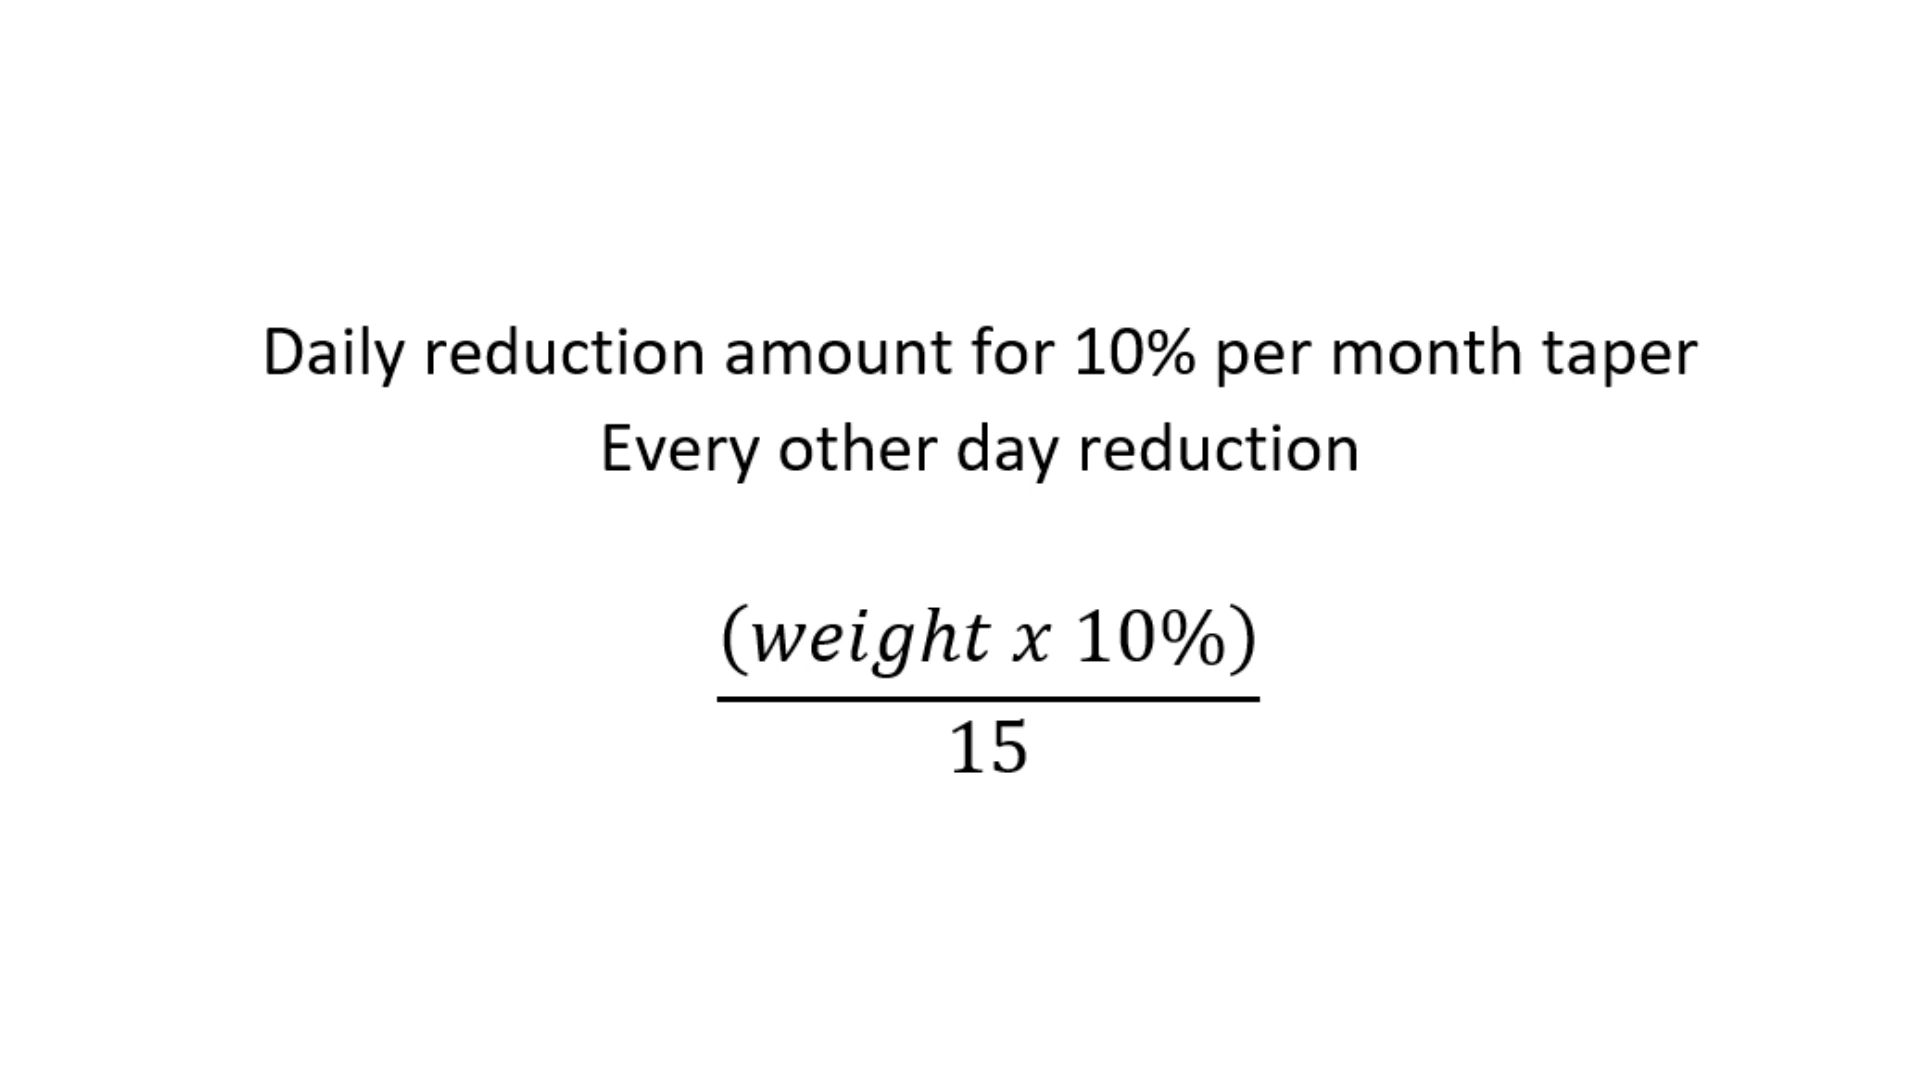 Daily reduction amount for 10% per month taper
Every other day reduction
(weight x 10%)
15